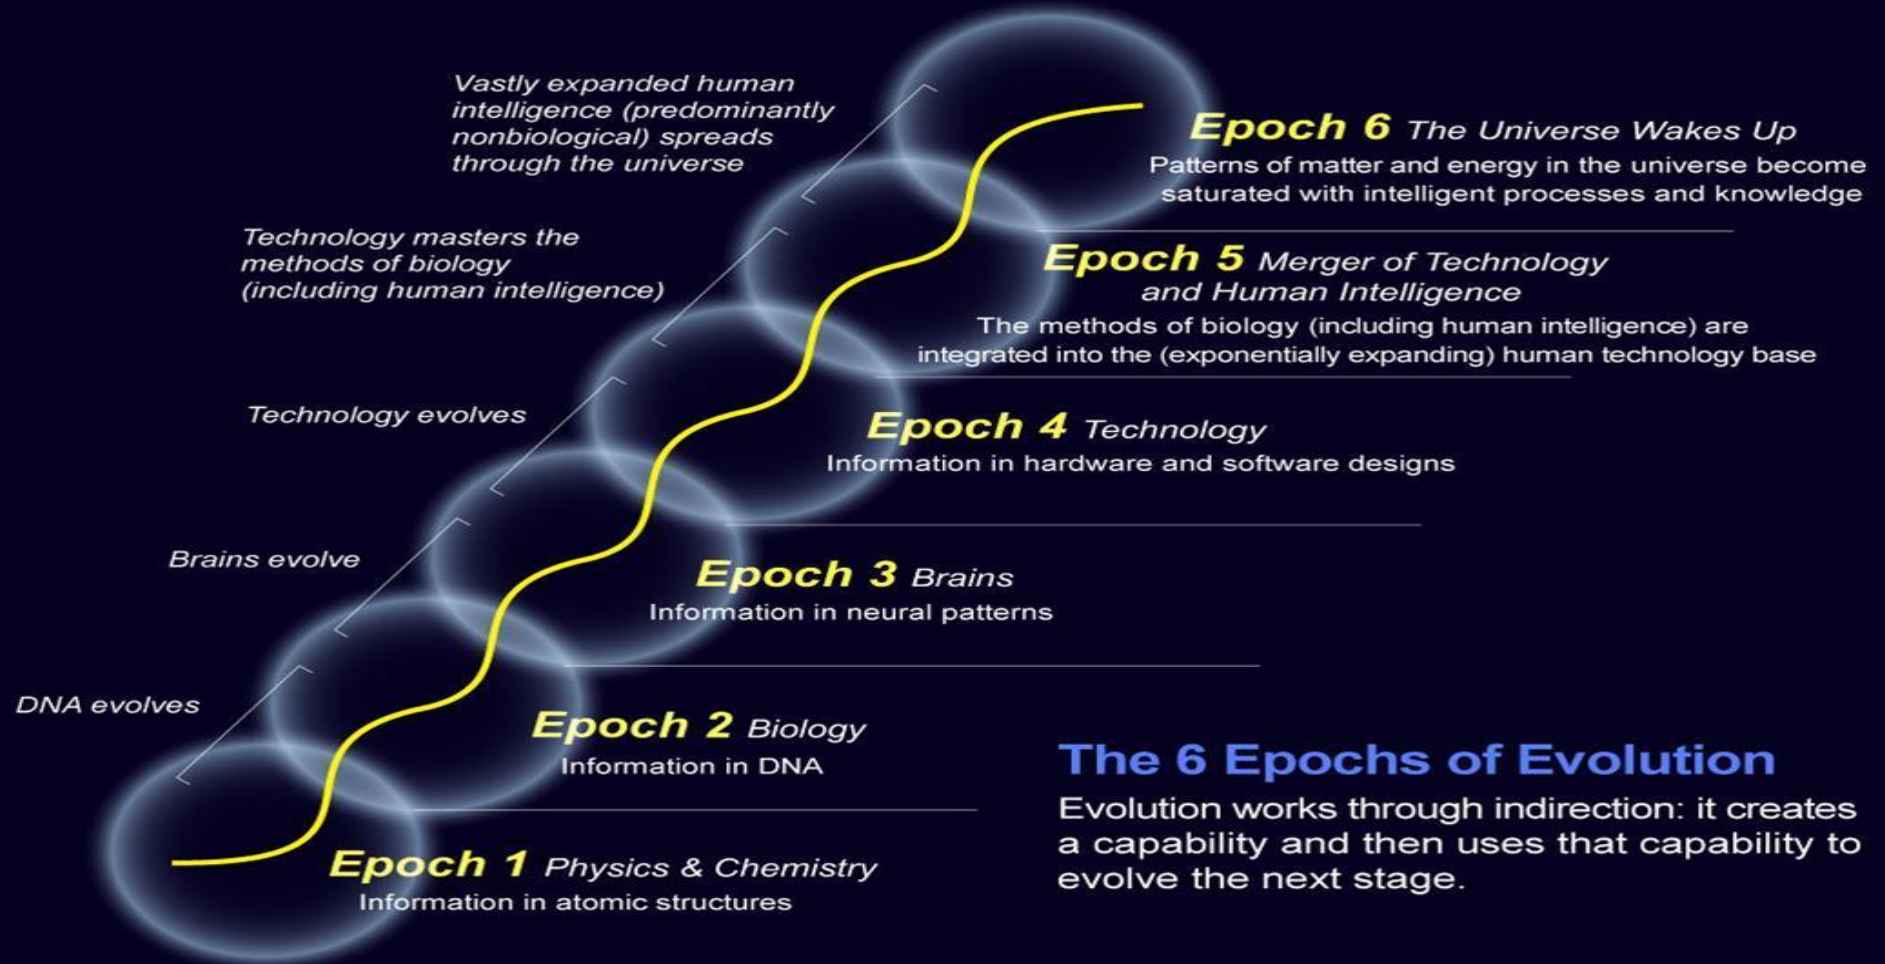 Vastly expanded human
intelligence (predominantly
nonbiological) spreads
through the universe
Epoch 6 The Universe Wakes Up
Patterns of matter and energy in the universe become
saturated with intelligent processes and knowledge
Technology masters the
methods of biology
(including human intelligence)
Epoch 5 Merger of Technology
and Human Intelligence
The methods of biology (including human intelligence) are
integrated into the (exponentially expanding) human technology base
Technology evolves
Epoch 4 Technology
Information in hardware and software designs
Brains evolve
Epoch 3 Brains
Information in neural patterns
DNA evolves
Epoch 2 Biology
Information in DNA
Epoch 1 Physics & Chemistry
Information in atomic structures
The 6 Epochs of Evolution
Evolution works through indirection: it creates
a capability and then uses that capability to
evolve the next stage.